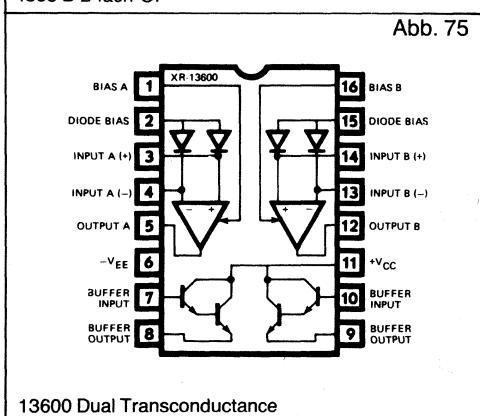 Abb. 75
XR-13600
BIAS A 1
16 BIAS B
DIODE BIAS 2
15 DIODE BIAS
INPUT A (+) 3
14 INPUT B (+)
INPUT A (−) 4
13 INPUT B (−)
− +
+ −
OUTPUT A 5
12 OUTPUT B
−VEE 6
11 +VCC
BUFFER
INPUT 7
10 BUFFER
INPUT
BUFFER
OUTPUT 8
9 BUFFER
OUTPUT
13600 Dual Transconductance